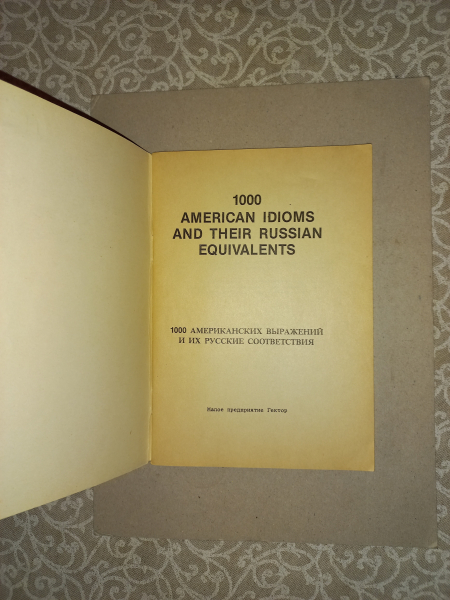 1000
AMERICAN IDIOMS
AND THEIR RUSSIAN
EQUIVALENTS
1000 АМЕРИКАНСКИХ ВЫРАЖЕНИЙ
И ИХ РУССКИЕ СООТВЕТСТВИЯ
Малое предприятие Гектор